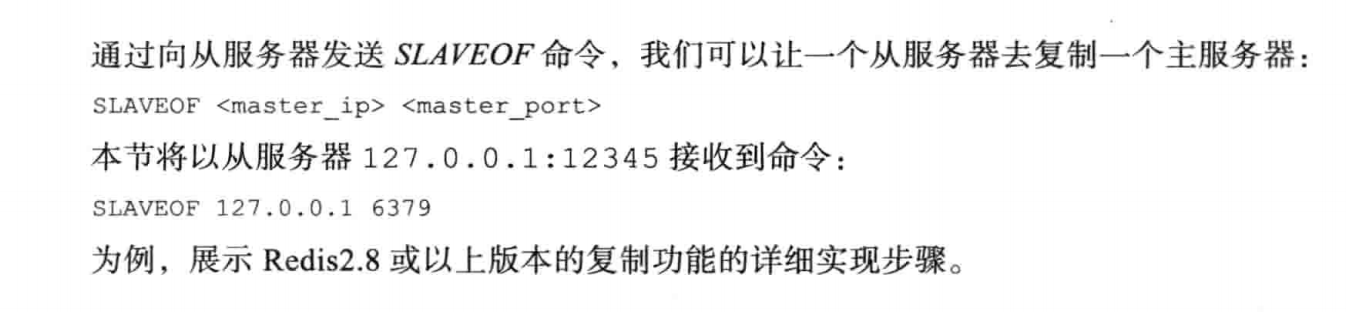 通过向从服务器发送 SLAVEOF 命令，我们可以让一个从服务器去复制一个主服务器：
SLAVEOF <master_ip> <master_port>
本节将以从服务器 127.0.0.1:12345 接收到命令：
SLAVEOF 127.0.0.1 6379
为例，展示 Redis2.8 或以上版本的复制功能的详细实现步骤。